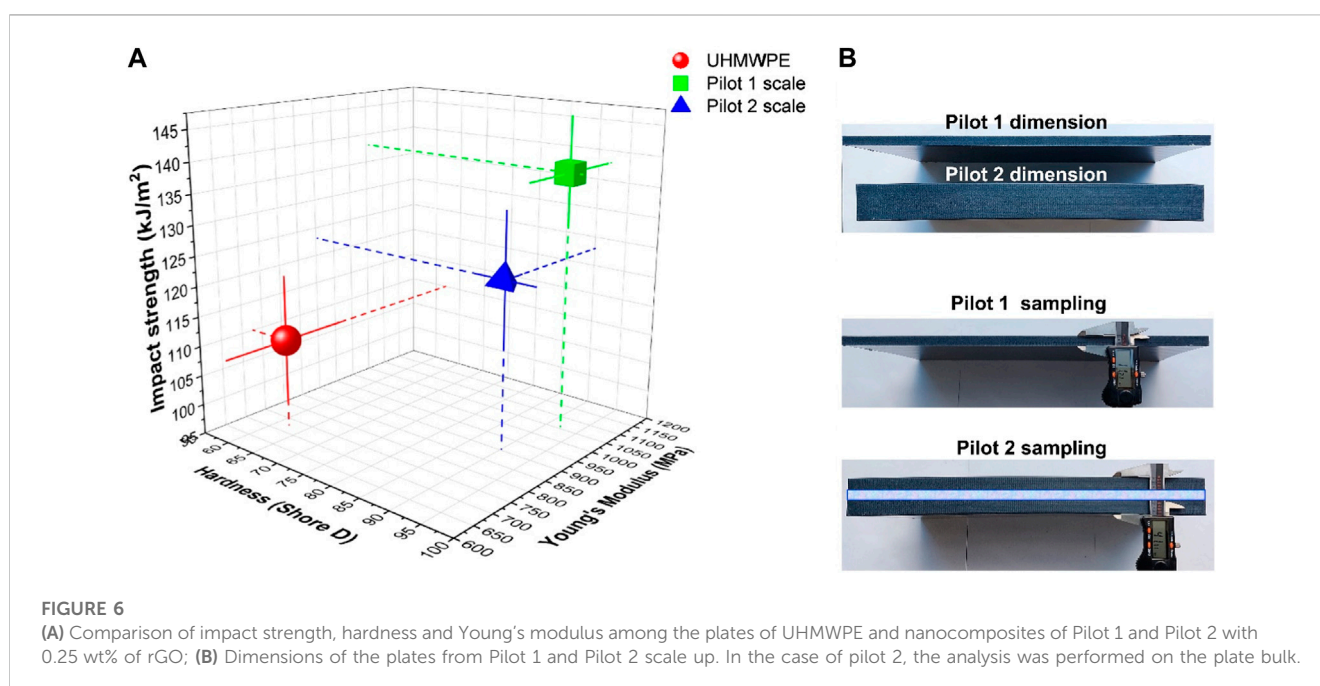 A
UHMWPE
Pilot 1 scale
Pilot 2 scale
145
140
135
130
125
120
115
110
105
100
95
Impact strength (kJ/m²)
60
65
70
75
80
85
90
95
100
Hardness (Shore D)
600
650
700
750
800
850
900
950
1000
1050
1100
1150
1200
Young's Modulus (MPa)
B
Pilot 1 dimension
Pilot 2 dimension
Pilot 1 sampling
Pilot 2 sampling
FIGURE 6
(A) Comparison of impact strength, hardness and Young's modulus among the plates of UHMWPE and nanocomposites of Pilot 1 and Pilot 2 with
0.25 wt% of rGO; (B) Dimensions of the plates from Pilot 1 and Pilot 2 scale up. In the case of pilot 2, the analysis was performed on the plate bulk.